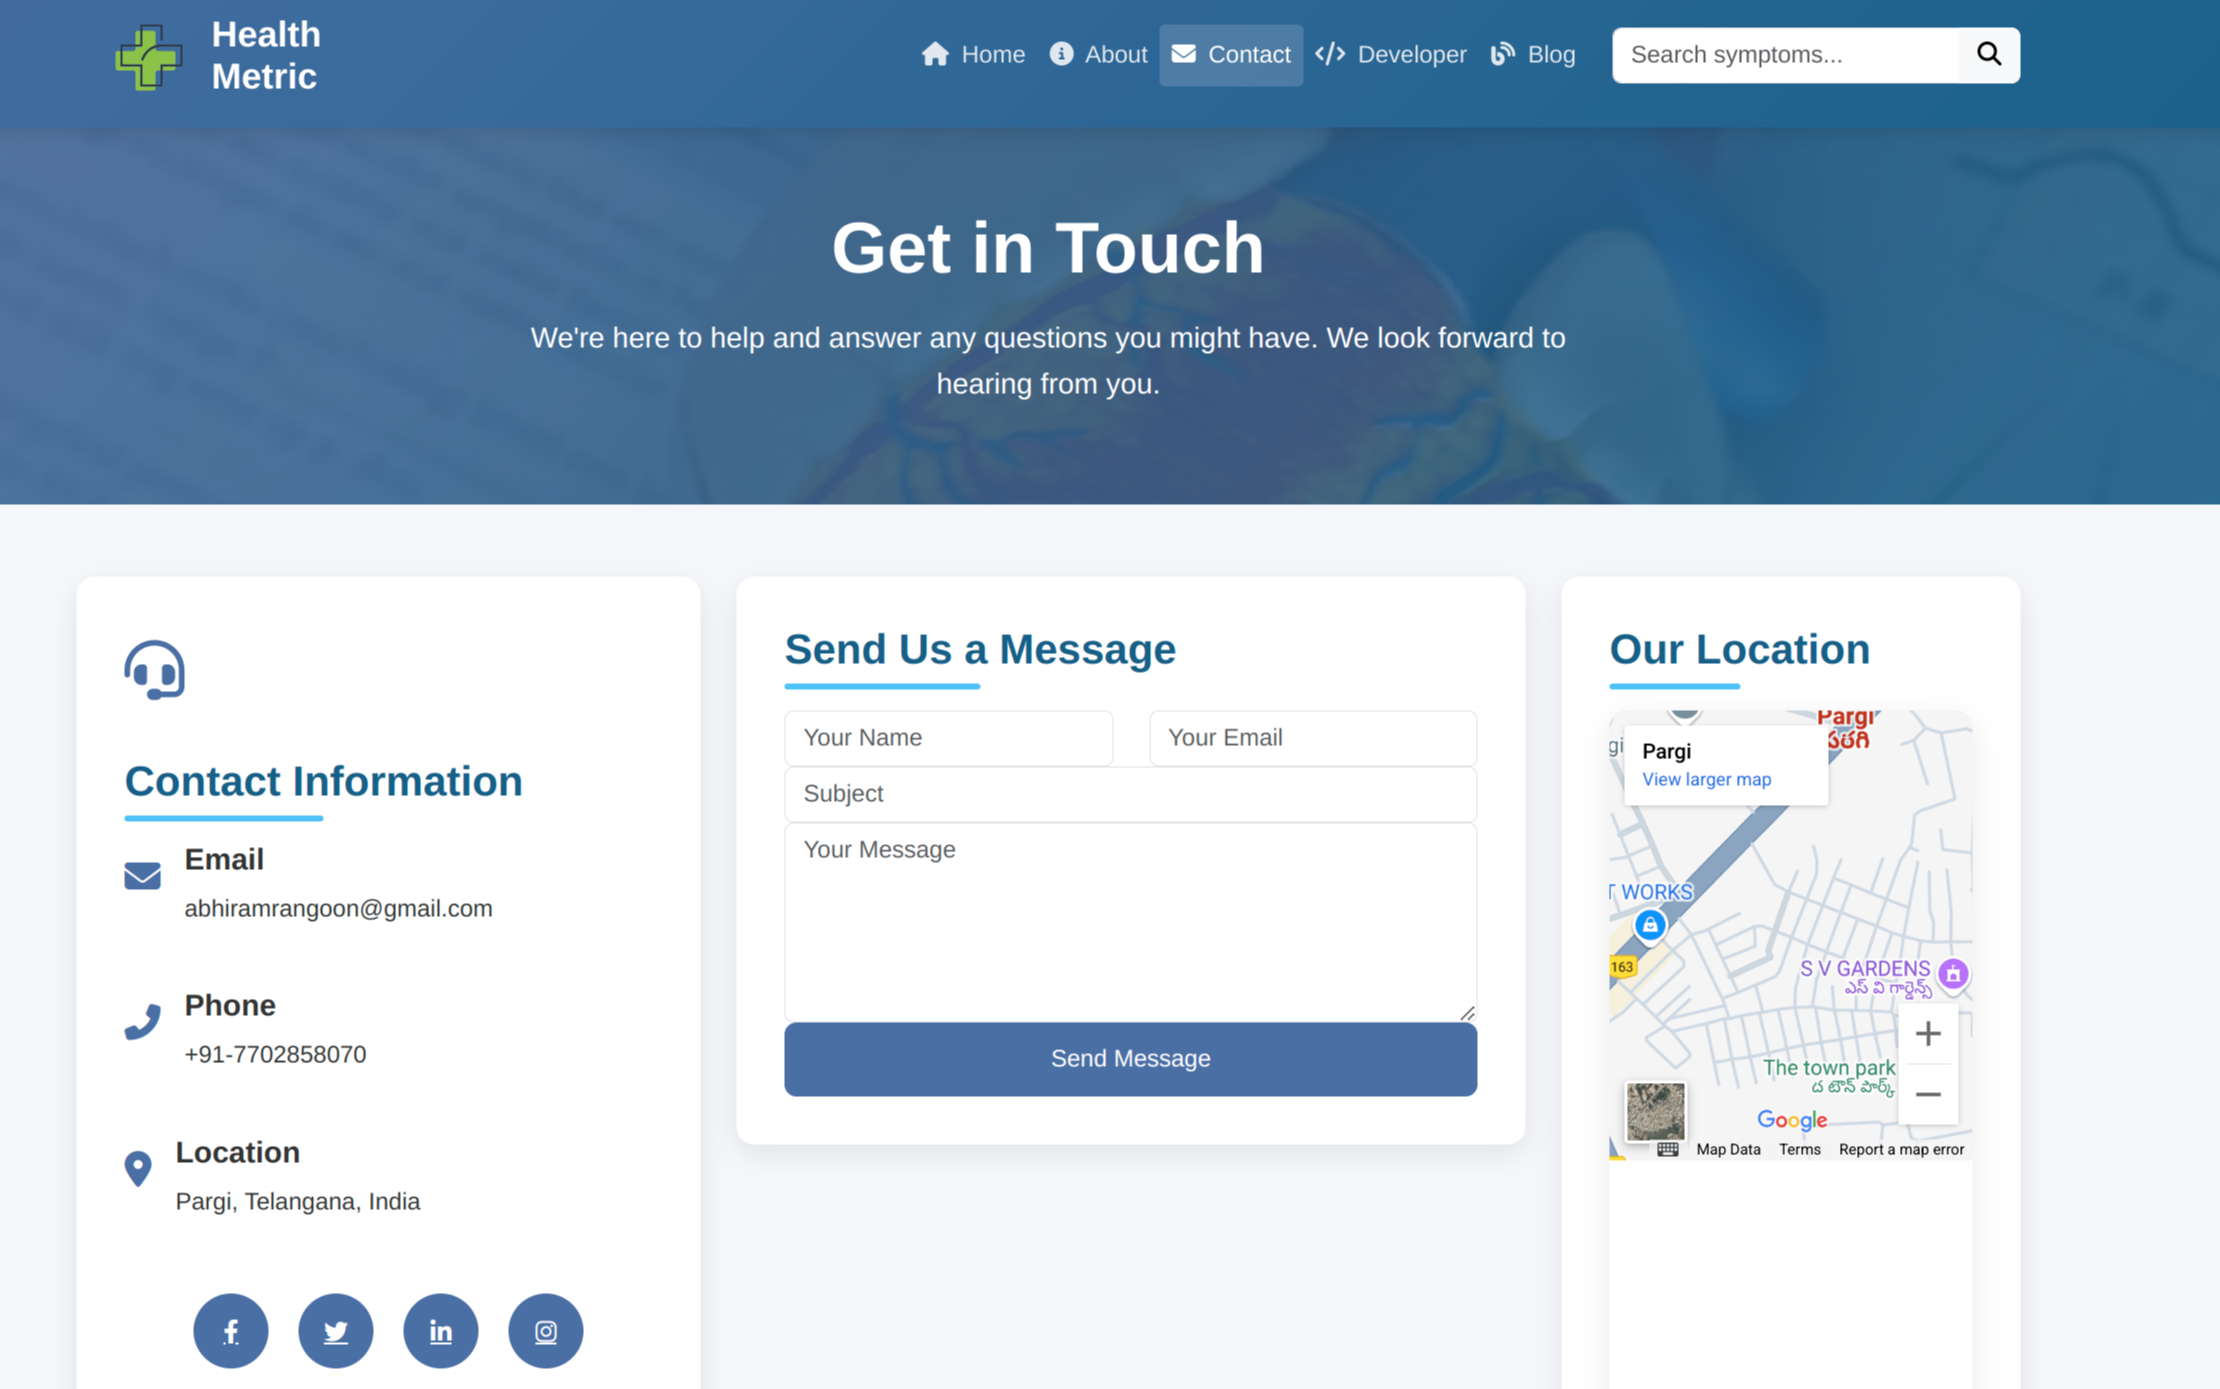 Health
Metric
Home
About
Contact
Developer
Blog
Search symptoms...
Get in Touch
We're here to help and answer any questions you might have. We look forward to
hearing from you.
Contact Information
Email
abhiramrangoon@gmail.com
Phone
+91-7702858070
Location
Pargi, Telangana, India
Send Us a Message
Your Name
Your Email
Subject
Your Message
Send Message
Our Location
Pargi
Pargi
View larger map
T WORKS
163
S V GARDENS
ఎస్ వి గార్డెన్స్
The town park
ద టౌన్ పార్క్
Google
Map Data
Terms
Report a map error